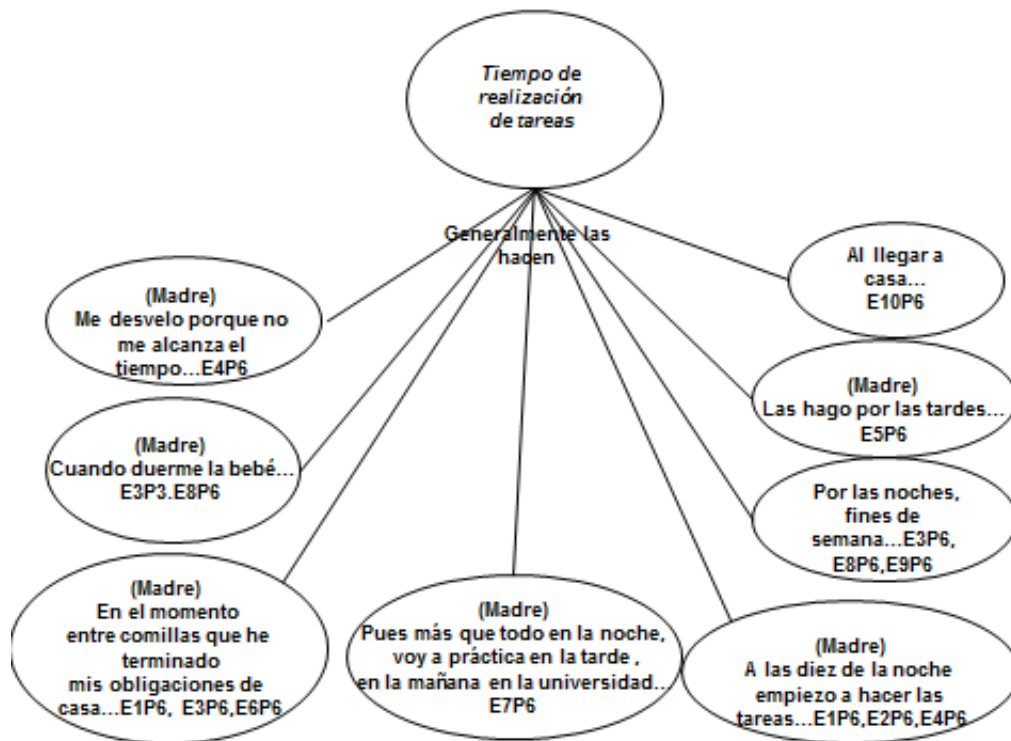 Tiempo de
realización
de tareas
Generalmente las
hacen
(Madre)
Me desvelo porque no
me alcanza el
tiempo...E4P6
(Madre)
Cuando duerme la bebé...
E3P3.E8P6
(Madre)
En el momento
entre comillas que he
terminado
mis obligaciones de
casa...E1P6, E3P6,E6P6
(Madre)
Pues más que todo en la noche,
voy a práctica en la tarde ,
en la mañana en la universidad...
E7P6
(Madre)
A las diez de la noche
empiezo a hacer las
tareas...E1P6,E2P6,E4P6
Por las noches,
fines de
semana...E3P6,
E8P6,E9P6
(Madre)
Las hago por las tardes...
E5P6
Al llegar a
casa...
E10P6